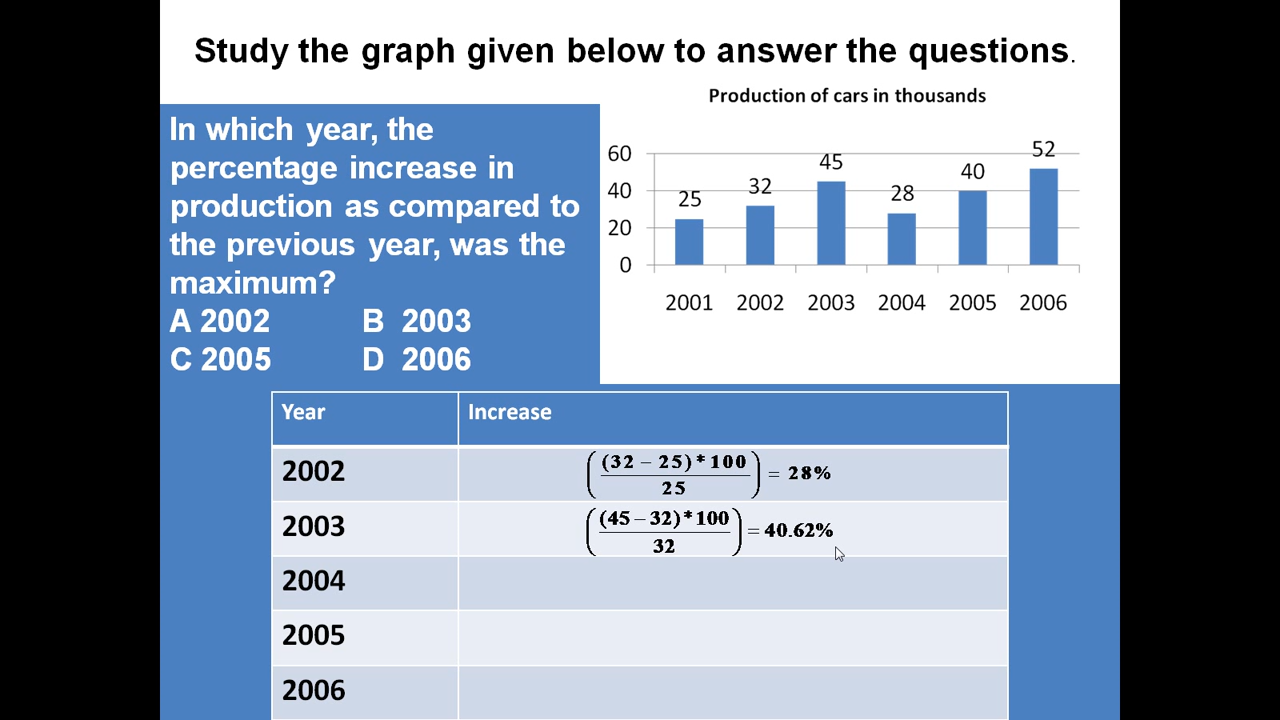 Study the graph given below to answer the questions.
In which year, the
percentage increase in
production as compared to
the previous year, was the
maximum?
A 2002 B 2003
C 2005 D 2006
Production of cars in thousands
60
40
20
0
25 32 45 28 40 52
2001 2002 2003 2004 2005 2006
Year Increase
2002 ((32 – 25)*100 / 25) = 28%
2003 ((45 – 32)*100 / 32) = 40.62%
2004
2005
2006